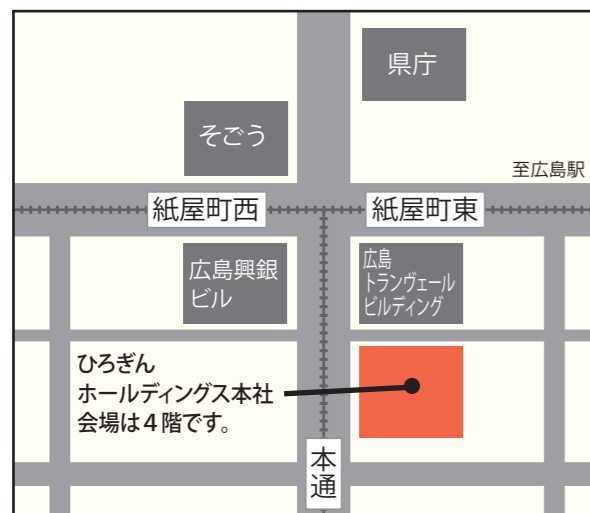 県庁
そごう
至広島駅
紙屋町西
紙屋町東
広島興銀
ビル
広島
トランヴェール
ビルディング
ひろぎん
ホールディングス本社
会場は４階です。
本通